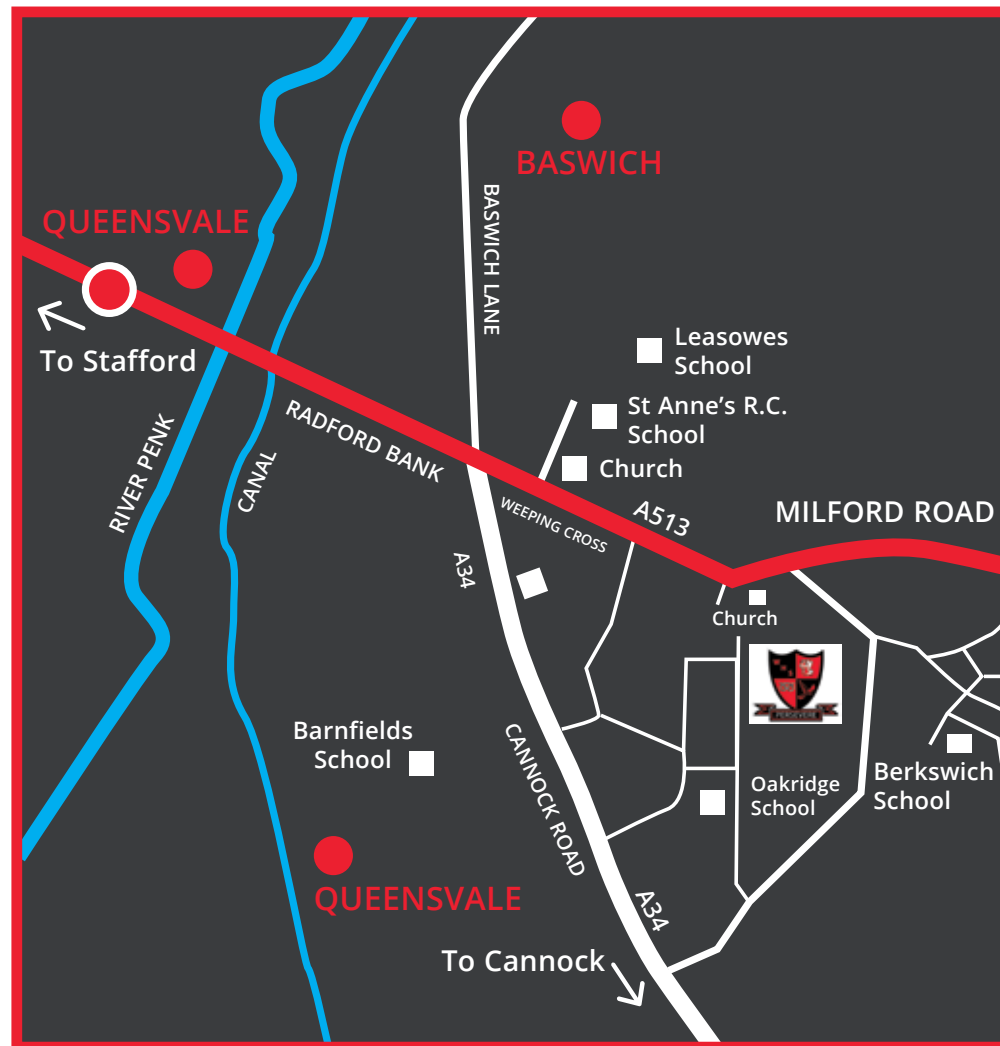 BASWICH
QUEENSVALE
BASWICH LANE
To Stafford
Leasowes
School
St Anne's R.C.
School
Church
RADFORD BANK
RIVER PENK
CANAL
WEEPING CROSS
A513
MILFORD ROAD
A34
Church
Barnfields
School
CANNOCK ROAD
Oakridge
School
Berkswich
School
QUEENSVALE
A34
To Cannock